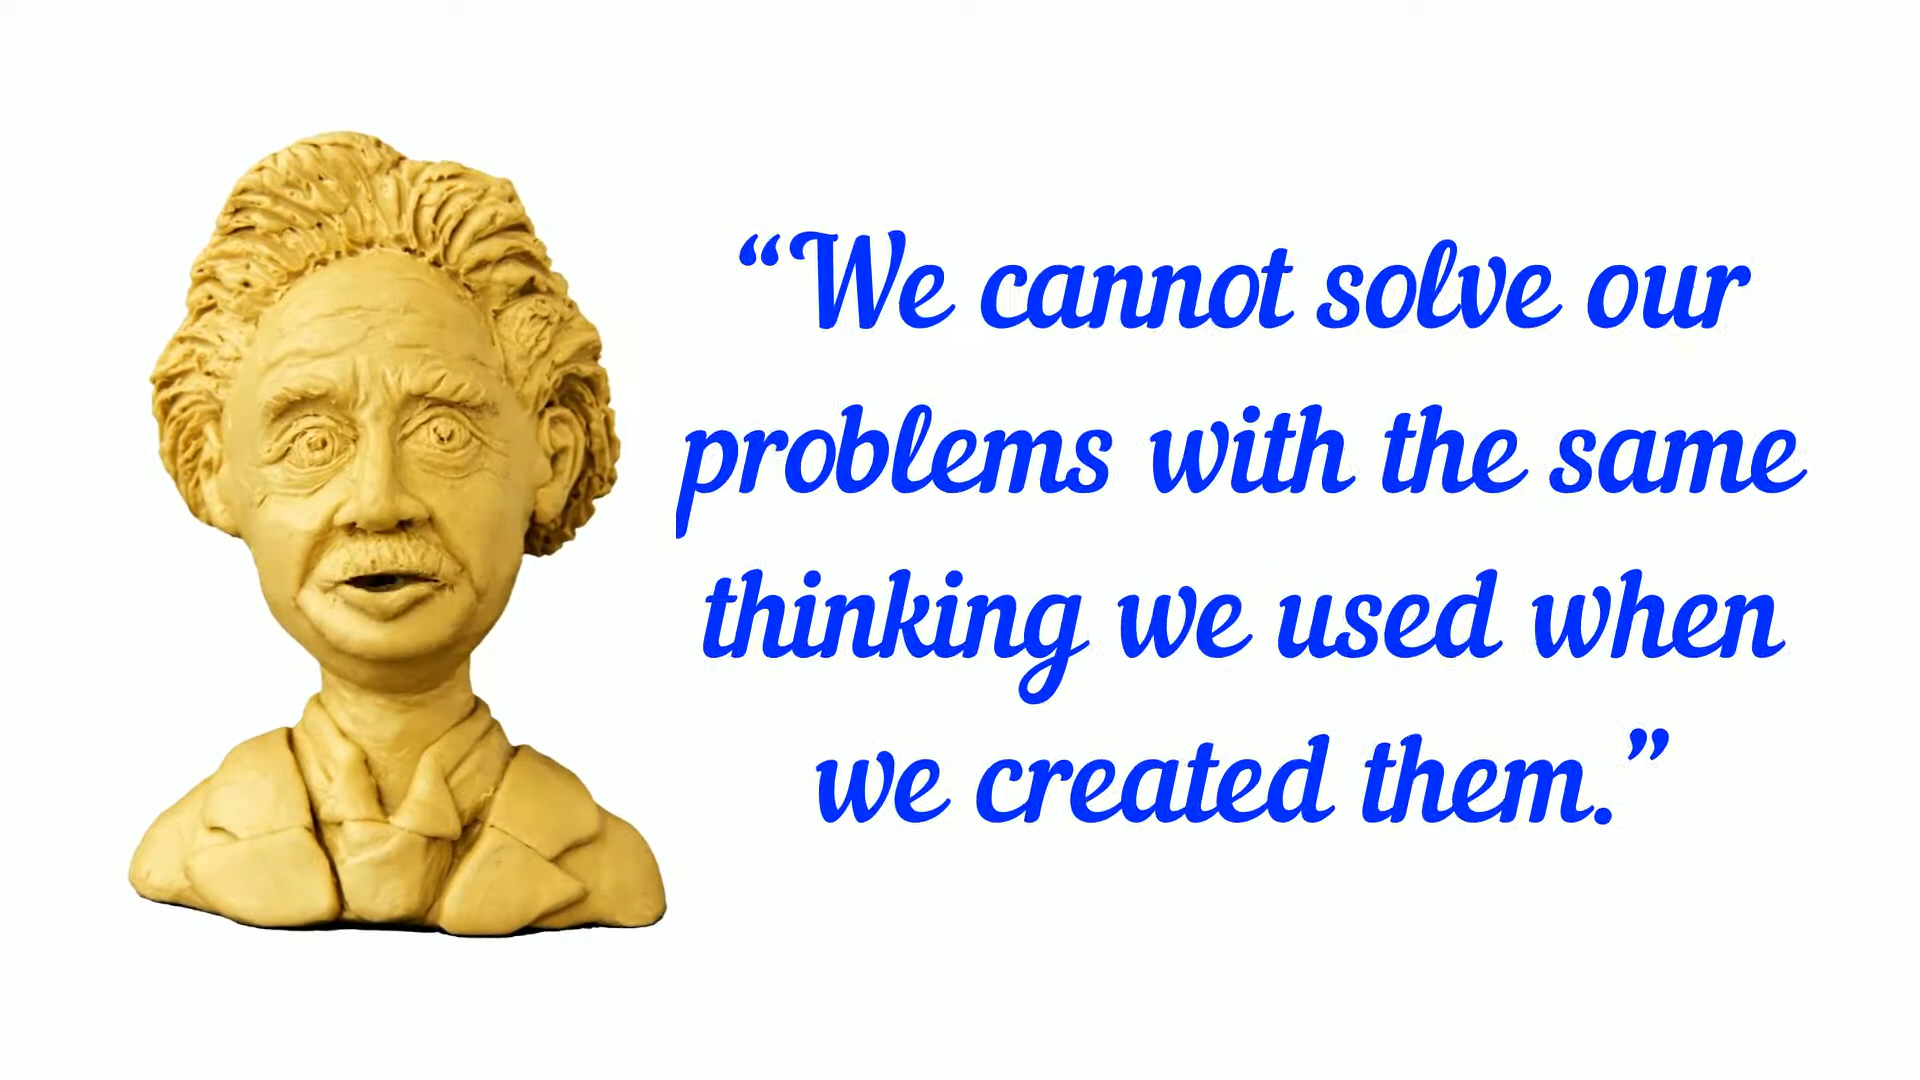 “We cannot solve our
problems with the same
thinking we used when
we created them.”